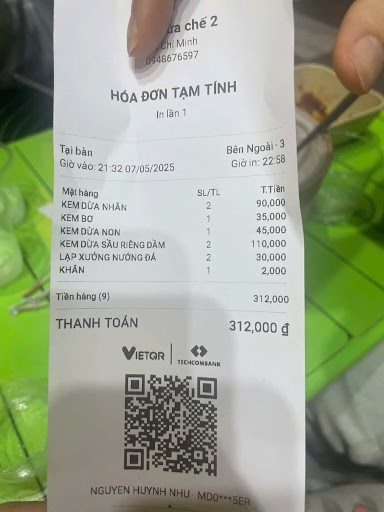 chế 2
Chí Minh
0948676597
HÓA ĐƠN TẠM TÍNH
In lần 1
Tại bàn Bên Ngoài - 3
Giờ vào: 21:32 07/05/2025 Giờ in: 22:58
Mặt hàng SL/TL T.Tiền
KEM DỪA NHÃN 2 90,000
KEM BƠ 1 35,000
KEM DỪA NON 1 45,000
KEM DỪA SẦU RIÊNG DẦM 2 110,000
LẠP XƯỞNG NƯỚNG ĐÁ 2 30,000
KHĂN 1 2,000
Tiền hàng (9) 312,000
THANH TOÁN 312,000 ₫
VIETQR TECHCOMBANK
NGUYEN HUYNH NHU - MD0***5ER